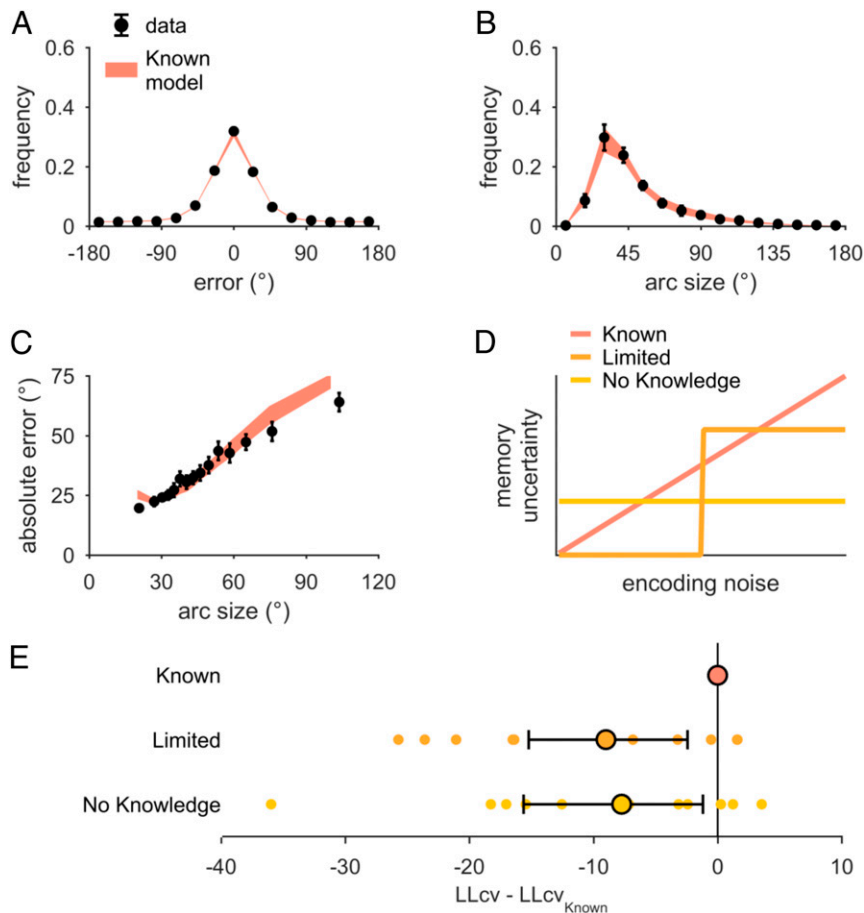 A
data
Known
model
frequency
0.6
0.4
0.2
0
-180
-90
0
90
180
error (°)
B
frequency
0.6
0.4
0.2
0
0
45
90
135
180
arc size (°)
C
absolute error (°)
75
50
25
0
0
30
60
90
120
arc size (°)
D
Known
Limited
No Knowledge
memory
uncertainty
encoding noise
E
Known
Limited
No Knowledge
-40
-30
-20
-10
0
10
LLcv - LLcv Known